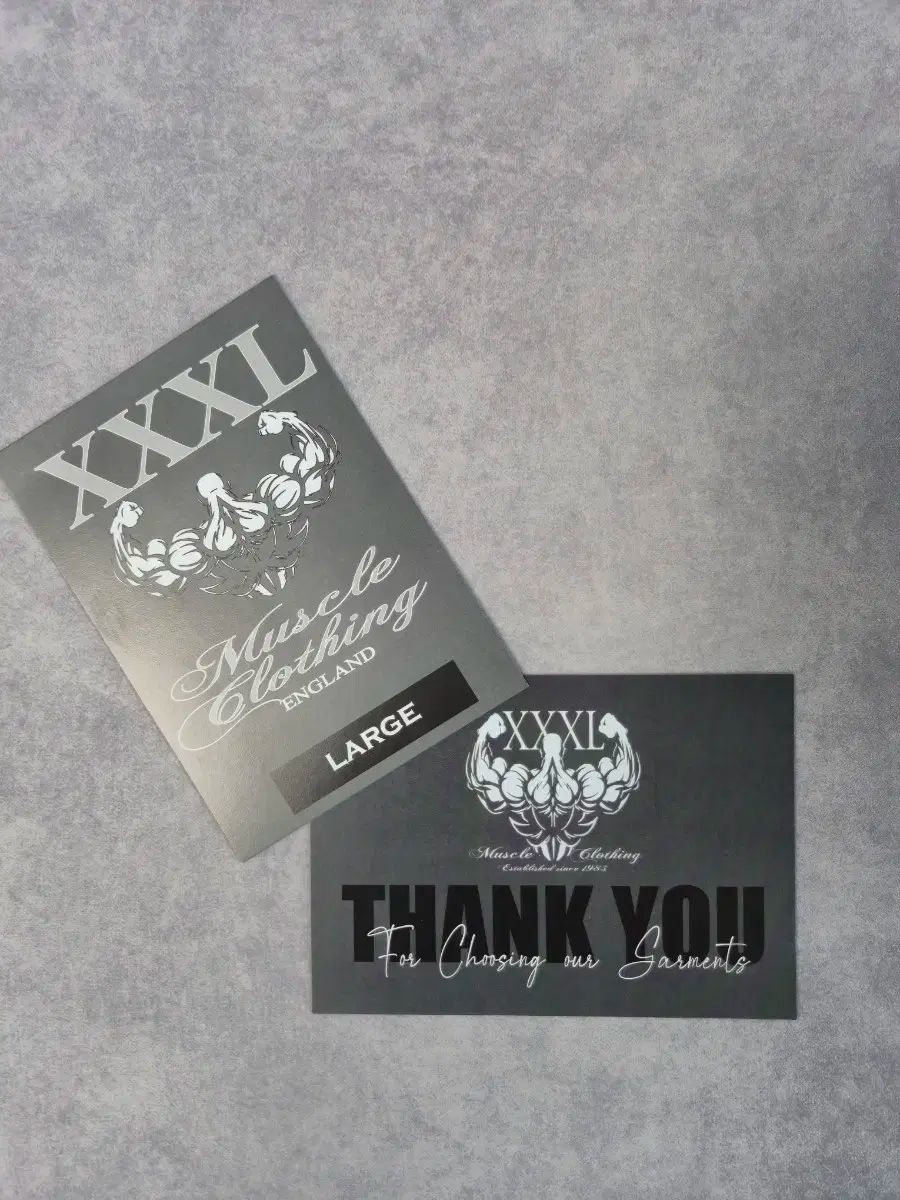 XXXL
Muscle
Clothing
ENGLAND
LARGE
XXXL
Muscle Clothing
Established since 1985
THANK YOU
For Choosing our Garments